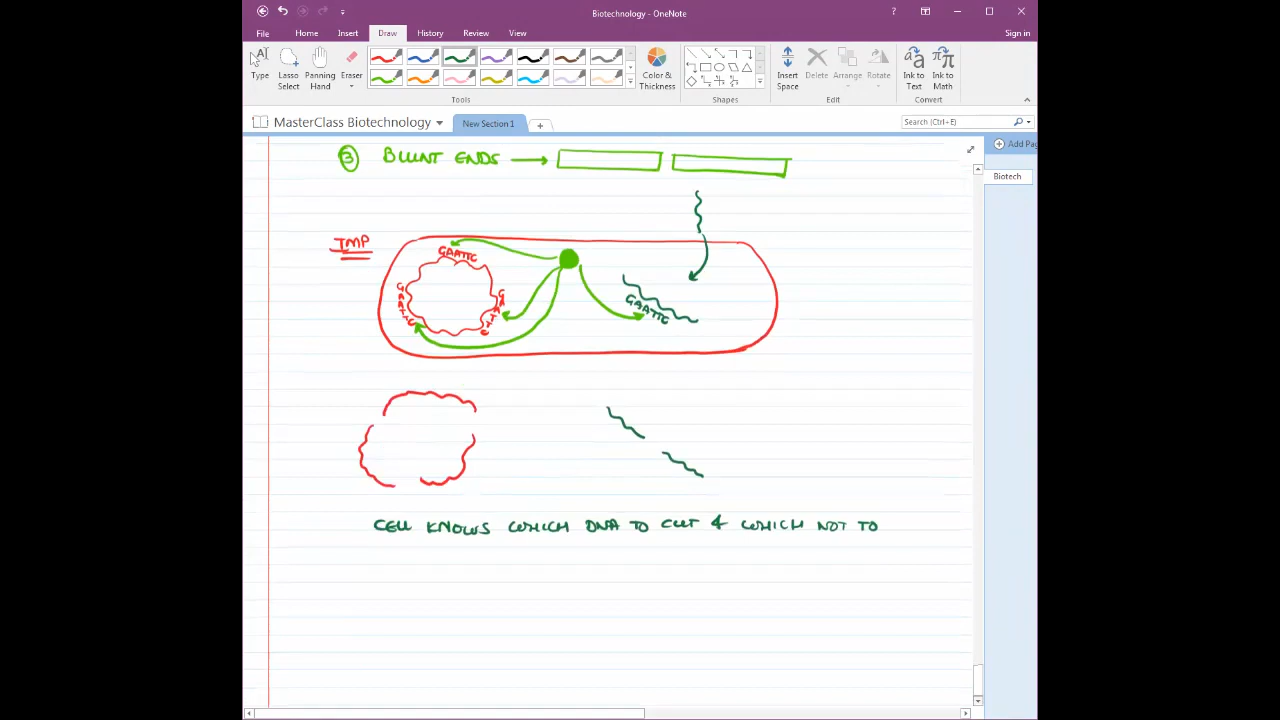 Biotechnology - OneNote
?
File Home Insert Draw History Review View Sign in
Type Lasso Select Panning Hand Eraser Color & Thickness Insert Space Delete Arrange Rotate Ink to Text Ink to Math
Tools Shapes Edit Convert
MasterClass Biotechnology New Section 1 Search (Ctrl+E)
Add Pag
Biotech
3 BLUNT ENDS
IMP
GAATTC
GAATTC
GAATTC
GAATTC
CELL KNOWS WHICH DNA TO CUT & WHICH NOT TO